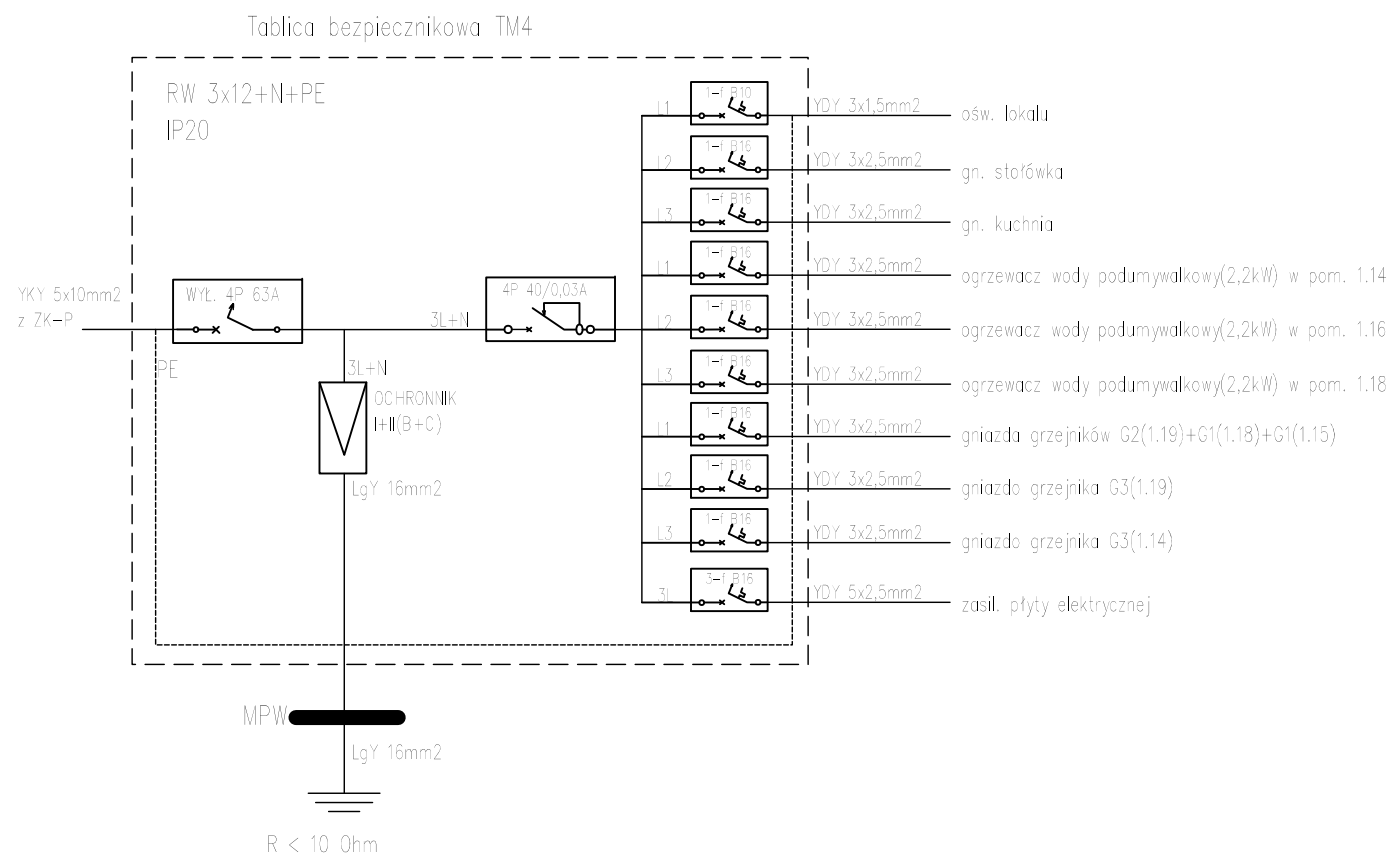 Tablica bezpiecznikowa TM4
RW 3x12+N+PE
IP20
YKY 5x10mm2
z ZK-P
PE
WYŁ. 4P 63A
3L+N
OCHRONNIK
I+II(B+C)
LgY 16mm2
3L+N
4P 40/0,03A
L1 1-f B10 YDY 3x1,5mm2 ośw. lokalu
L2 1-f B16 YDY 3x2,5mm2 gn. stołówka
L3 1-f B16 YDY 3x2,5mm2 gn. kuchnia
L1 1-f B16 YDY 3x2,5mm2 ogrzewacz wody podumywalkowy(2,2kW) w pom. 1.14
L2 1-f B16 YDY 3x2,5mm2 ogrzewacz wody podumywalkowy(2,2kW) w pom. 1.16
L3 1-f B16 YDY 3x2,5mm2 ogrzewacz wody podumywalkowy(2,2kW) w pom. 1.18
L1 1-f B16 YDY 3x2,5mm2 gniazda grzejników G2(1.19)+G1(1.18)+G1(1.15)
L2 1-f B16 YDY 3x2,5mm2 gniazdo grzejnika G3(1.19)
L3 1-f B16 YDY 3x2,5mm2 gniazdo grzejnika G3(1.14)
3L 3-f B16 YDY 5x2,5mm2 zasil. płyty elektrycznej
MPW
LgY 16mm2
R < 10 Ohm